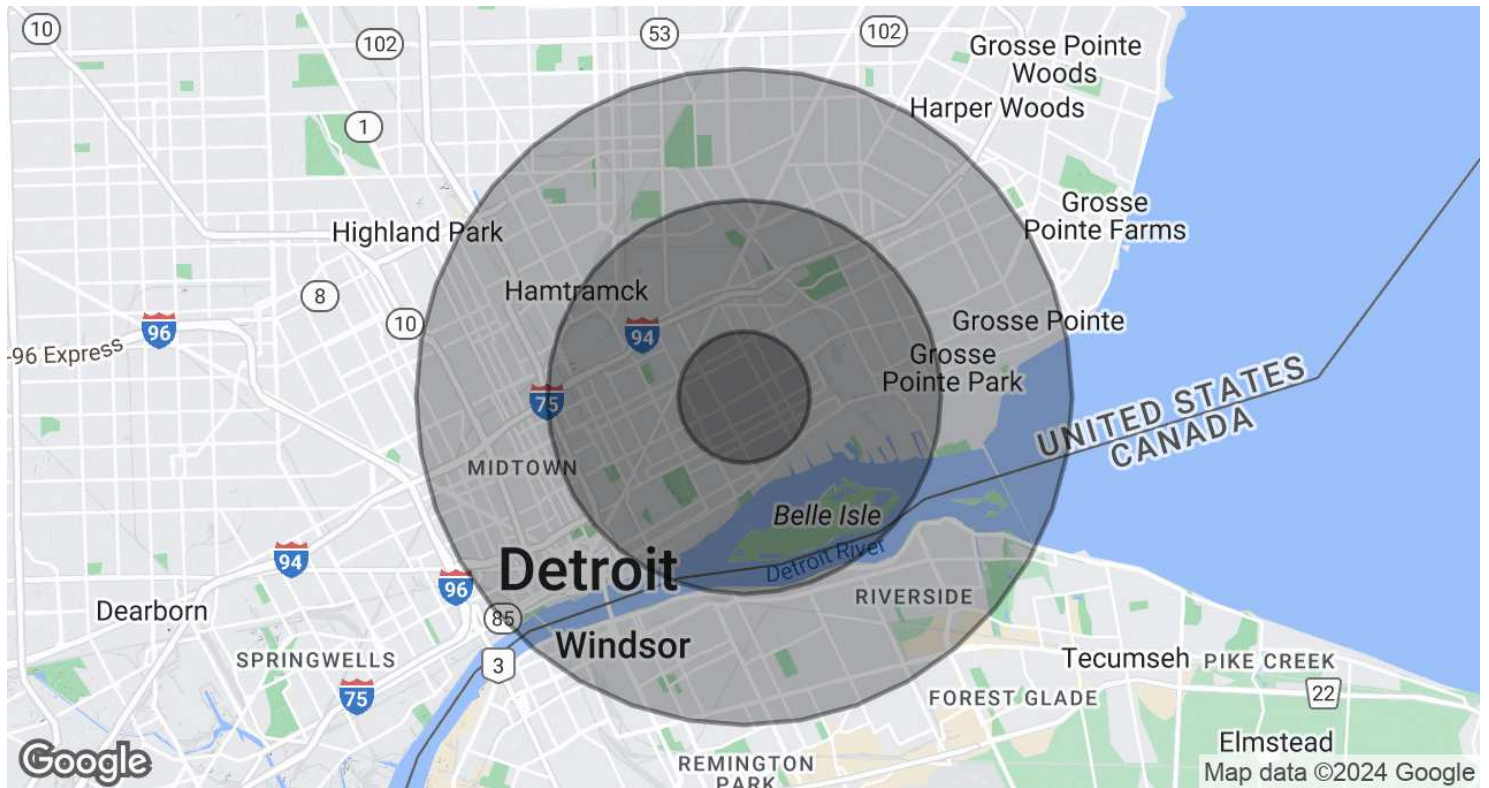 10
102
53
102
Grosse Pointe
Woods
Harper Woods
1
Grosse
Pointe Farms
Highland Park
Hamtramck
8
10
96
94
-96 Express
Grosse Pointe
Grosse
Pointe Park
75
UNITED STATES
CANADA
MIDTOWN
Belle Isle
Detroit
Detroit River
94
96
85
Dearborn
RIVERSIDE
Windsor
3
SPRINGWELLS
75
Tecumseh
PIKE CREEK
22
FOREST GLADE
Elmstead
REMINGTON
PARK
Google
Map data ©2024 Google